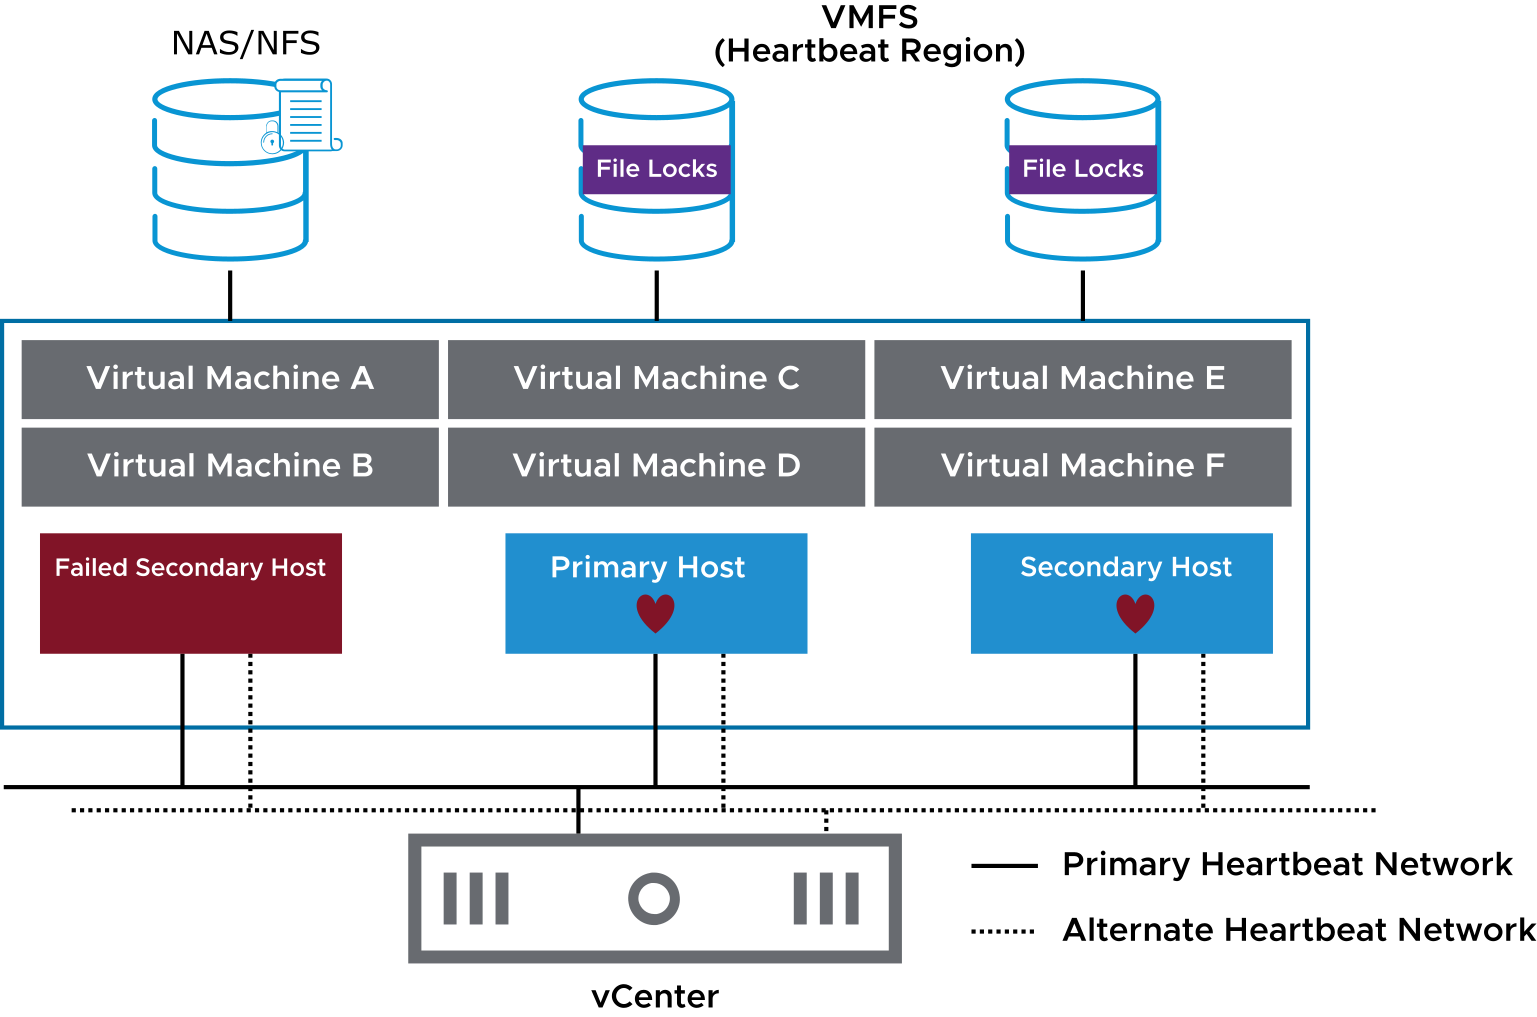 NAS/NFS
VMFS
(Heartbeat Region)
File Locks
File Locks
Virtual Machine A
Virtual Machine C
Virtual Machine E
Virtual Machine B
Virtual Machine D
Virtual Machine F
Failed Secondary Host
Primary Host
Secondary Host
Primary Heartbeat Network
Alternate Heartbeat Network
vCenter